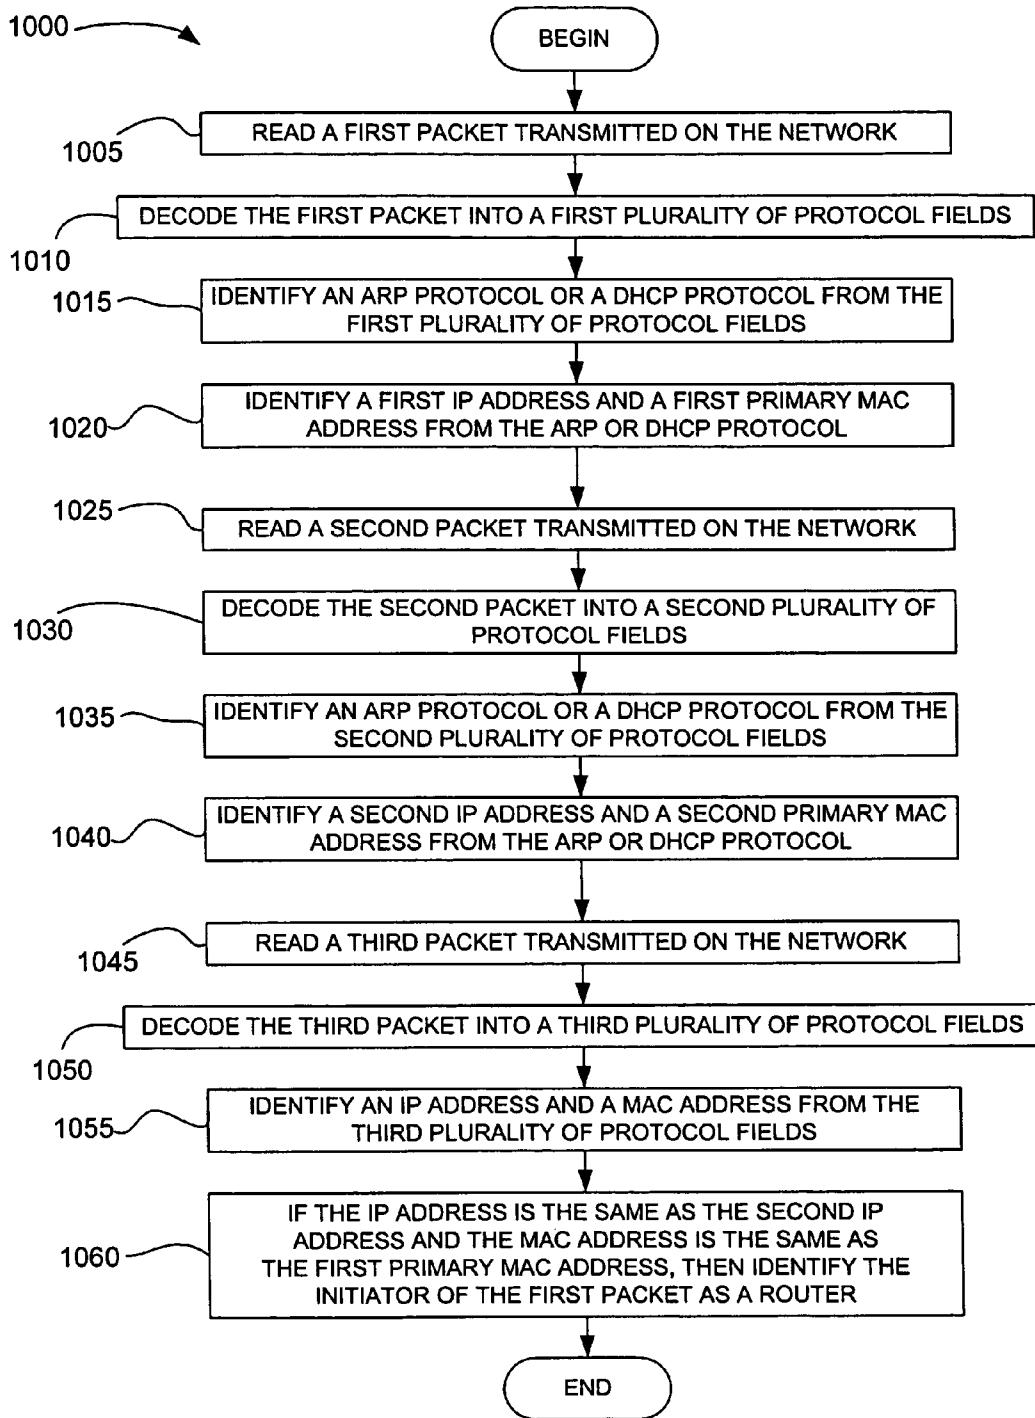 1000
BEGIN
1005
READ A FIRST PACKET TRANSMITTED ON THE NETWORK
1010
DECODE THE FIRST PACKET INTO A FIRST PLURALITY OF PROTOCOL FIELDS
1015
IDENTIFY AN ARP PROTOCOL OR A DHCP PROTOCOL FROM THE
FIRST PLURALITY OF PROTOCOL FIELDS
1020
IDENTIFY A FIRST IP ADDRESS AND A FIRST PRIMARY MAC
ADDRESS FROM THE ARP OR DHCP PROTOCOL
1025
READ A SECOND PACKET TRANSMITTED ON THE NETWORK
1030
DECODE THE SECOND PACKET INTO A SECOND PLURALITY OF
PROTOCOL FIELDS
1035
IDENTIFY AN ARP PROTOCOL OR A DHCP PROTOCOL FROM THE
SECOND PLURALITY OF PROTOCOL FIELDS
1040
IDENTIFY A SECOND IP ADDRESS AND A SECOND PRIMARY MAC
ADDRESS FROM THE ARP OR DHCP PROTOCOL
1045
READ A THIRD PACKET TRANSMITTED ON THE NETWORK
1050
DECODE THE THIRD PACKET INTO A THIRD PLURALITY OF PROTOCOL FIELDS
1055
IDENTIFY AN IP ADDRESS AND A MAC ADDRESS FROM THE
THIRD PLURALITY OF PROTOCOL FIELDS
1060
IF THE IP ADDRESS IS THE SAME AS THE SECOND IP
ADDRESS AND THE MAC ADDRESS IS THE SAME AS
THE FIRST PRIMARY MAC ADDRESS, THEN IDENTIFY THE
INITIATOR OF THE FIRST PACKET AS A ROUTER
END